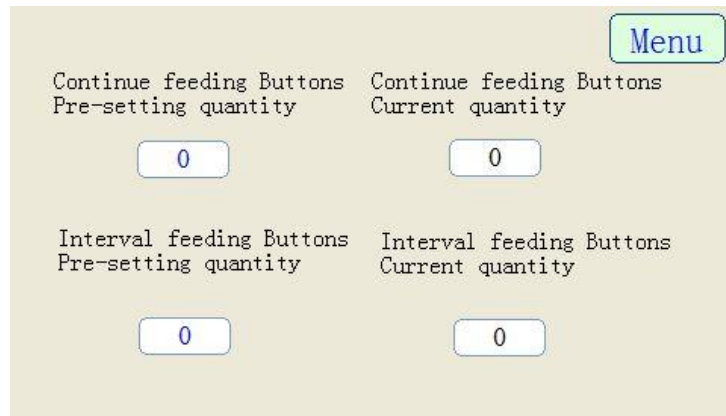 Menu
Continue feeding Buttons
Pre-setting quantity
Continue feeding Buttons
Current quantity
0
0
Interval feeding Buttons
Pre-setting quantity
Interval feeding Buttons
Current quantity
0
0